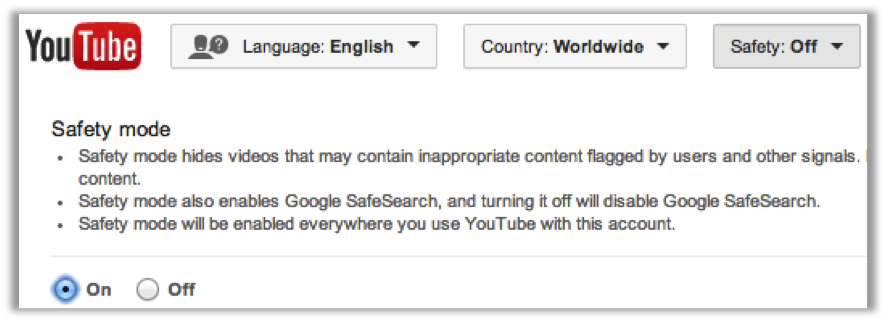 YouTube Language: English Country: Worldwide Safety: Off
Safety mode
• Safety mode hides videos that may contain inappropriate content flagged by users and other signals.
content.
• Safety mode also enables Google SafeSearch, and turning it off will disable Google SafeSearch.
• Safety mode will be enabled everywhere you use YouTube with this account.
On Off